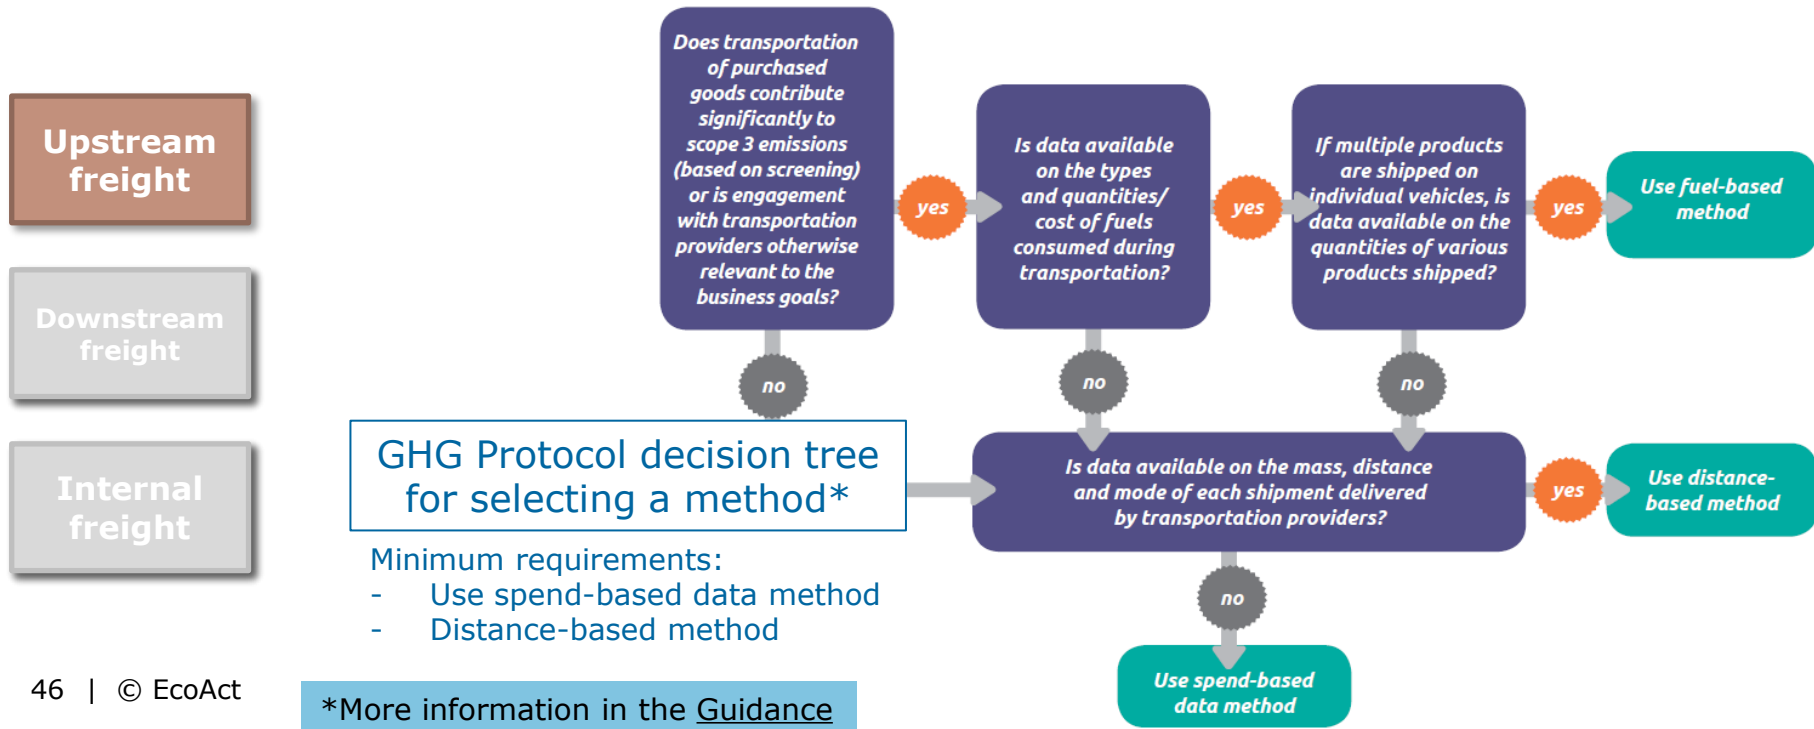 Upstream
freight
Downstream
freight
Internal
freight
Does transportation
of purchased
goods contribute
significantly to
scope 3 emissions
(based on screening)
or is engagement
with transportation
providers otherwise
relevant to the
business goals?
yes
Is data available
on the types
and quantities/
cost of fuels
consumed during
transportation?
yes
If multiple products
are shipped on
individual vehicles, is
data available on the
quantities of various
products shipped?
yes
Use fuel-based
method
no
no
no
GHG Protocol decision tree
for selecting a method*
Is data available on the mass, distance
and mode of each shipment delivered
by transportation providers?
yes
Use distance-
based method
Minimum requirements:
- Use spend-based data method
- Distance-based method
no
Use spend-based
data method
46 | © EcoAct
*More information in the Guidance